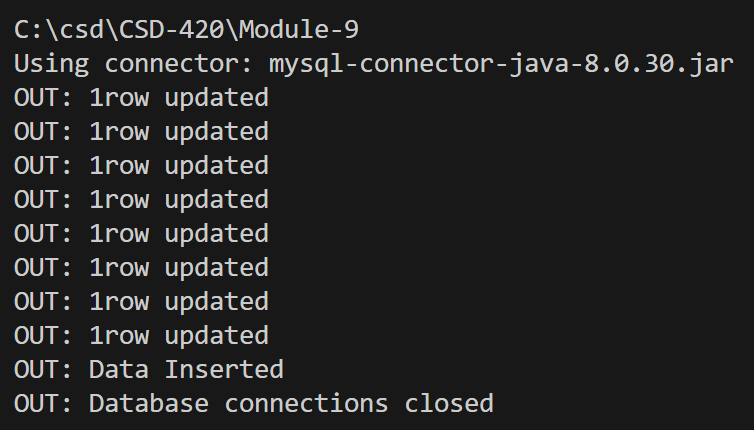 C:\csd\CSD-420\Module-9
Using connector: mysql-connector-java-8.0.30.jar
OUT: 1row updated
OUT: 1row updated
OUT: 1row updated
OUT: 1row updated
OUT: 1row updated
OUT: 1row updated
OUT: 1row updated
OUT: 1row updated
OUT: Data Inserted
OUT: Database connections closed